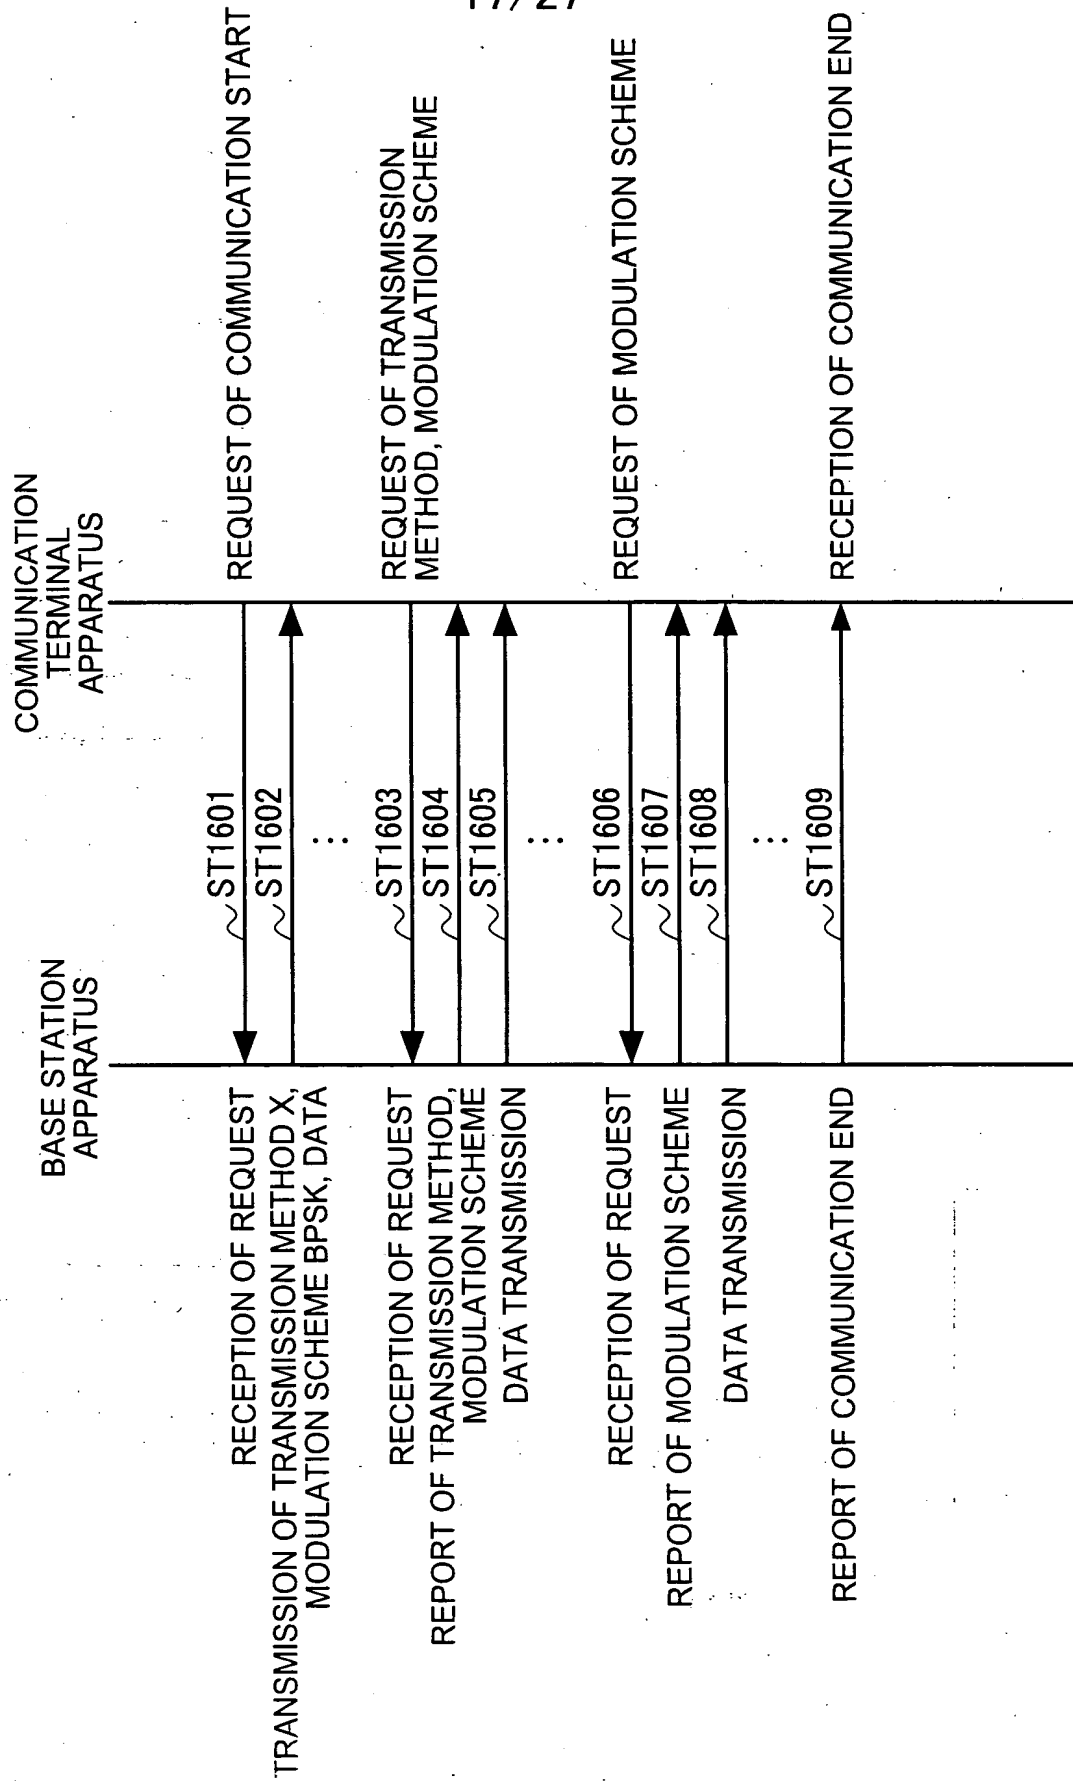 17/27
BASE STATION
APPARATUS
COMMUNICATION
TERMINAL
APPARATUS
RECEPTION OF REQUEST
ST1601
REQUEST OF COMMUNICATION START
TRANSMISSION OF TRANSMISSION METHOD X,
MODULATION SCHEME BPSK, DATA
ST1602
...
RECEPTION OF REQUEST
ST1603
REQUEST OF TRANSMISSION
METHOD, MODULATION SCHEME
REPORT OF TRANSMISSION METHOD,
MODULATION SCHEME
ST1604
DATA TRANSMISSION
ST1605
...
RECEPTION OF REQUEST
ST1606
REQUEST OF MODULATION SCHEME
REPORT OF MODULATION SCHEME
ST1607
DATA TRANSMISSION
ST1608
...
REPORT OF COMMUNICATION END
ST1609
RECEPTION OF COMMUNICATION END